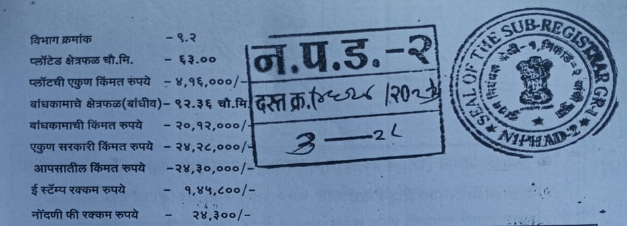 विभाग क्रमांक - ९.२
प्लॉटेड क्षेत्रफळ चौ.मि. - ६३.००
प्लॉटची एकुण किंमत रुपये - ४,१६,०००/-
बांधकामाचे क्षेत्रफळ(बांधीव)- ९२.३६ चौ.मि.
बांधकामाची किंमत रुपये - २०,१२,०००/-
एकुण सरकारी किंमत रुपये - २४,२८,०००/-
आपसातील किंमत रुपये -२४,३०,०००/-
ई स्टॅम्प रक्कम रुपये - १,४५,८००/-
नोंदणी फी रक्कम रुपये - २४,३००/-
न.प.ड.-२
दस्त क्र. /20
3 — २८
SEAL OF THE SUB-REGISTRAR GR-I
NIPHAD-2